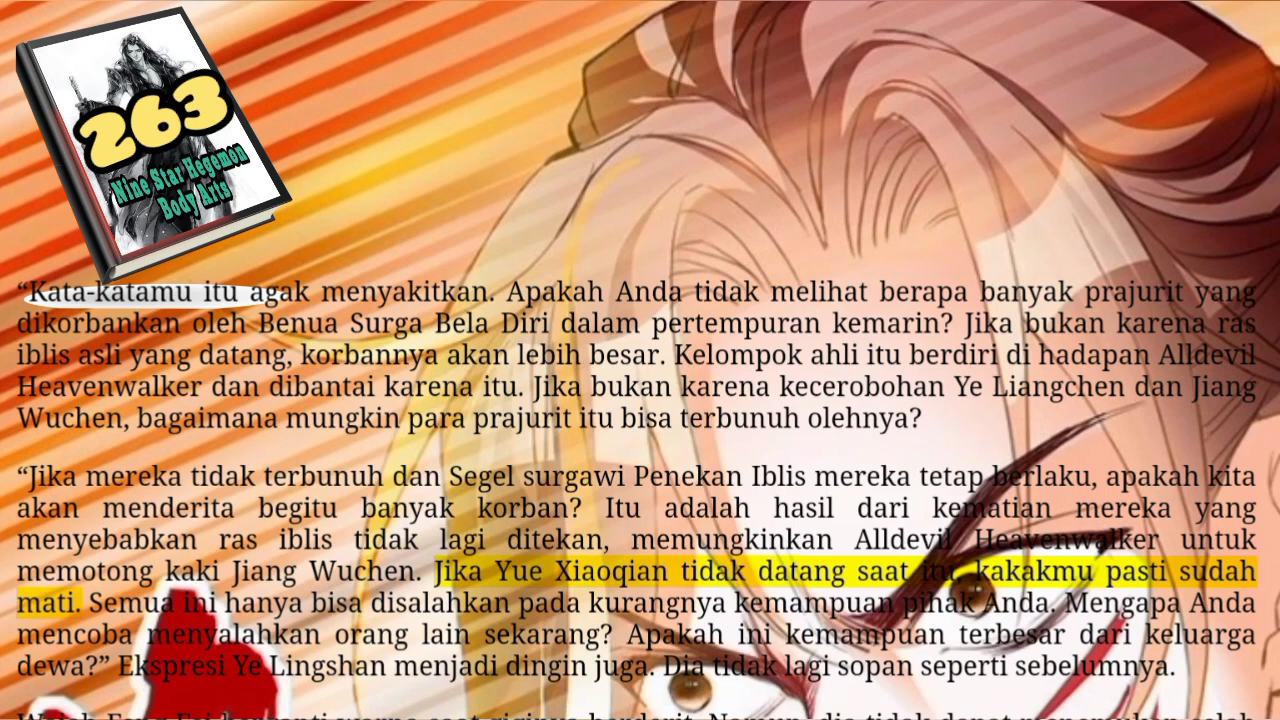 263
Nine Star Hegemon
Body Arts
“Kata-katamu itu agak menyakitkan. Apakah Anda tidak melihat berapa banyak prajurit yang
dikorbankan oleh Benua Surga Bela Diri dalam pertempuran kemarin? Jika bukan karena ras
iblis asli yang datang, korbannya akan lebih besar. Kelompok ahli itu berdiri di hadapan Alldevil
Heavenwalker dan dibantai karena itu. Jika bukan karena kecerobohan Ye Liangchen dan Jiang
Wuchen, bagaimana mungkin para prajurit itu bisa terbunuh olehnya?
“Jika mereka tidak terbunuh dan Segel surgawi Penekan Iblis mereka tetap berlaku, apakah kita
akan menderita begitu banyak korban? Itu adalah hasil dari kematian mereka yang
menyebabkan ras iblis tidak lagi ditekan, memungkinkan Alldevil Heavenwalker untuk
memotong kaki Jiang Wuchen. Jika Yue Xiaoqian tidak datang saat itu, kakakmu pasti sudah
mati. Semua ini hanya bisa disalahkan pada kurangnya kemampuan pihak Anda. Mengapa Anda
mencoba menyalahkan orang lain sekarang? Apakah ini kemampuan terbesar dari keluarga
dewa?” Ekspresi Ye Lingshan menjadi dingin juga. Dia tidak lagi sopan seperti sebelumnya.